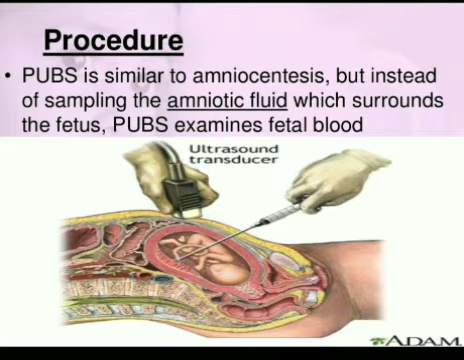 Procedure
• PUBS is similar to amniocentesis, but instead
of sampling the amniotic fluid which surrounds
the fetus, PUBS examines fetal blood
Ultrasound
transducer
ADAM.